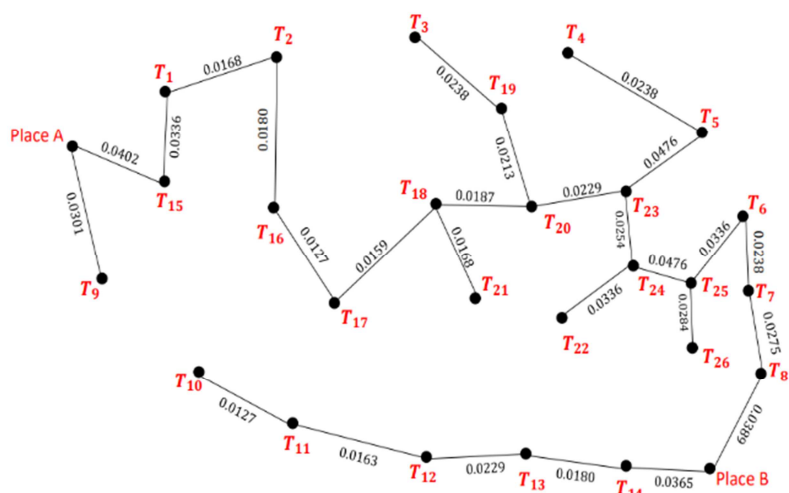 T3
T4
T2
0.0168
T1
T19
0.0238
0.0238
T5
Place A
0.0336
0.0180
0.0402
0.0213
0.0476
T15
T18
0.0187
0.0229
T23
T6
0.0301
T16
T20
0.0127
0.0159
0.0168
0.0254
0.0476
0.0336
0.0238
T9
T21
T24
T25
T7
T17
0.0336
0.0284
0.0275
T22
T26
T10
T8
0.0127
T11
0.0389
0.0163
T12
0.0229
T13
0.0180
T14
0.0365
Place B